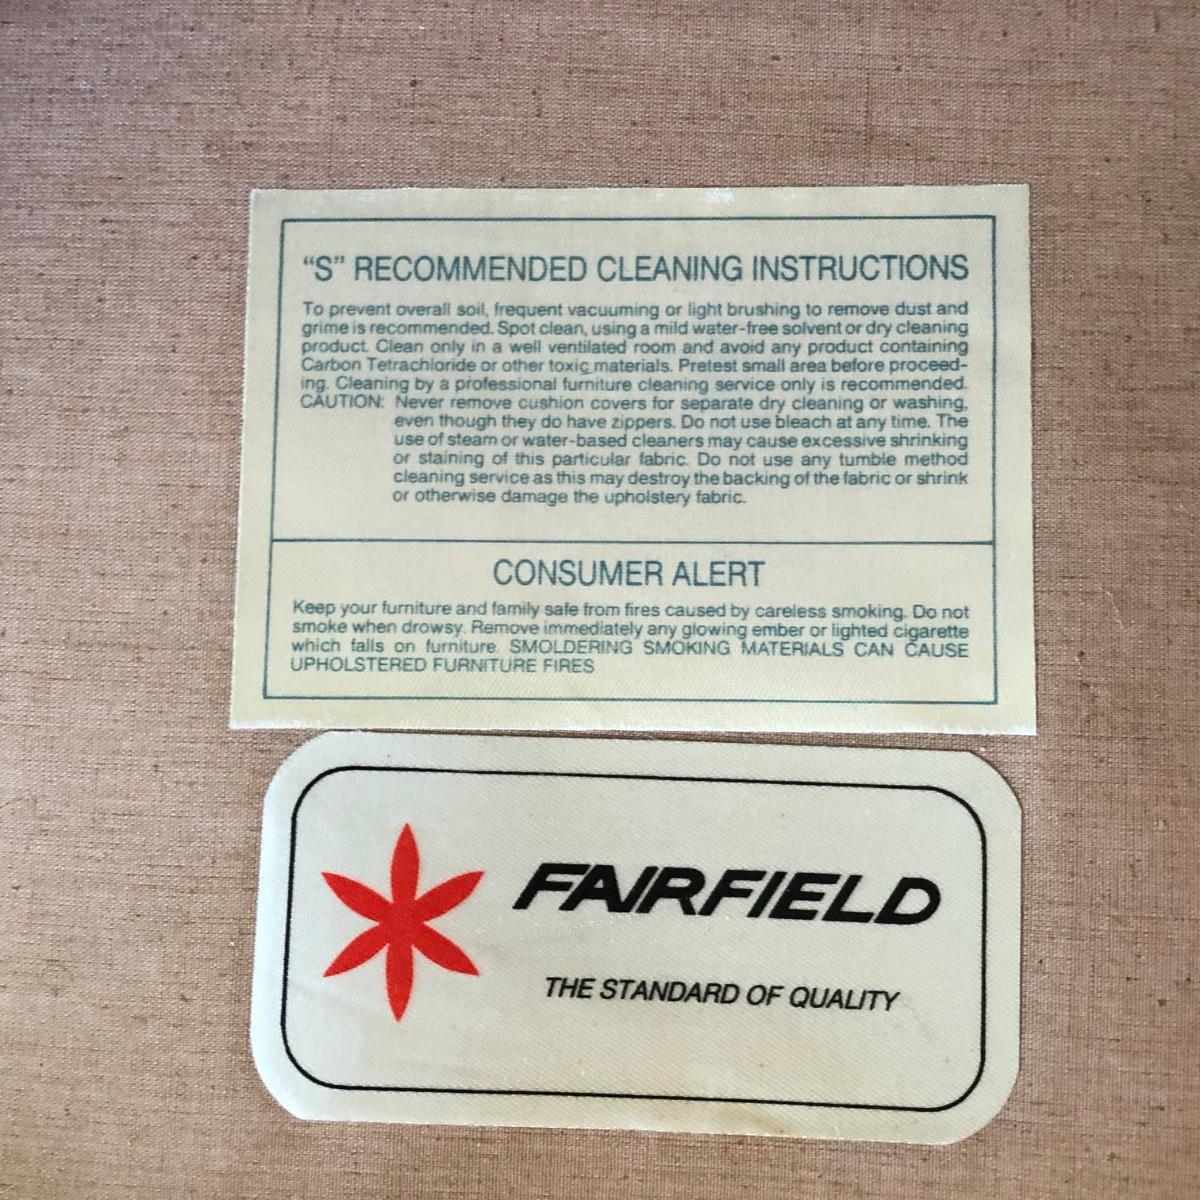 “S” RECOMMENDED CLEANING INSTRUCTIONS
To prevent overall soil, frequent vacuuming or light brushing to remove dust and
grime is recommended. Spot clean, using a mild water-free solvent or dry cleaning
product. Clean only in a well ventilated room and avoid any product containing
Carbon Tetrachloride or other toxic materials. Pretest small area before proceed-
ing. Cleaning by a professional furniture cleaning service only is recommended.
CAUTION: Never remove cushion covers for separate dry cleaning or washing,
even though they do have zippers. Do not use bleach at any time. The
use of steam or water-based cleaners may cause excessive shrinking
or staining of this particular fabric. Do not use any tumble method
cleaning service as this may destroy the backing of the fabric or shrink
or otherwise damage the upholstery fabric.
CONSUMER ALERT
Keep your furniture and family safe from fires caused by careless smoking. Do not
smoke when drowsy. Remove immediately any glowing ember or lighted cigarette
which falls on furniture. SMOLDERING SMOKING MATERIALS CAN CAUSE
UPHOLSTERED FURNITURE FIRES
FAIRFIELD
THE STANDARD OF QUALITY